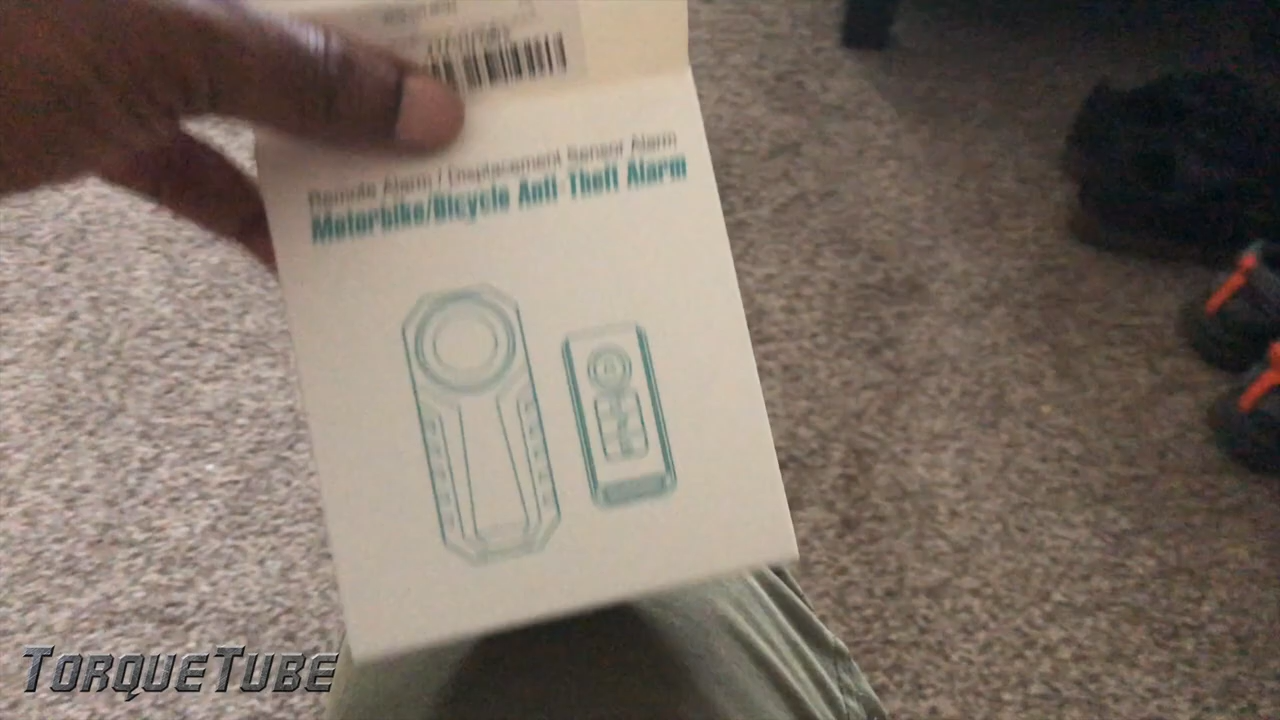 Remote Alarm / Displacement Sensor Alarm
Motorbike/Bicycle Anti-Theft Alarm
TORQUETUBE